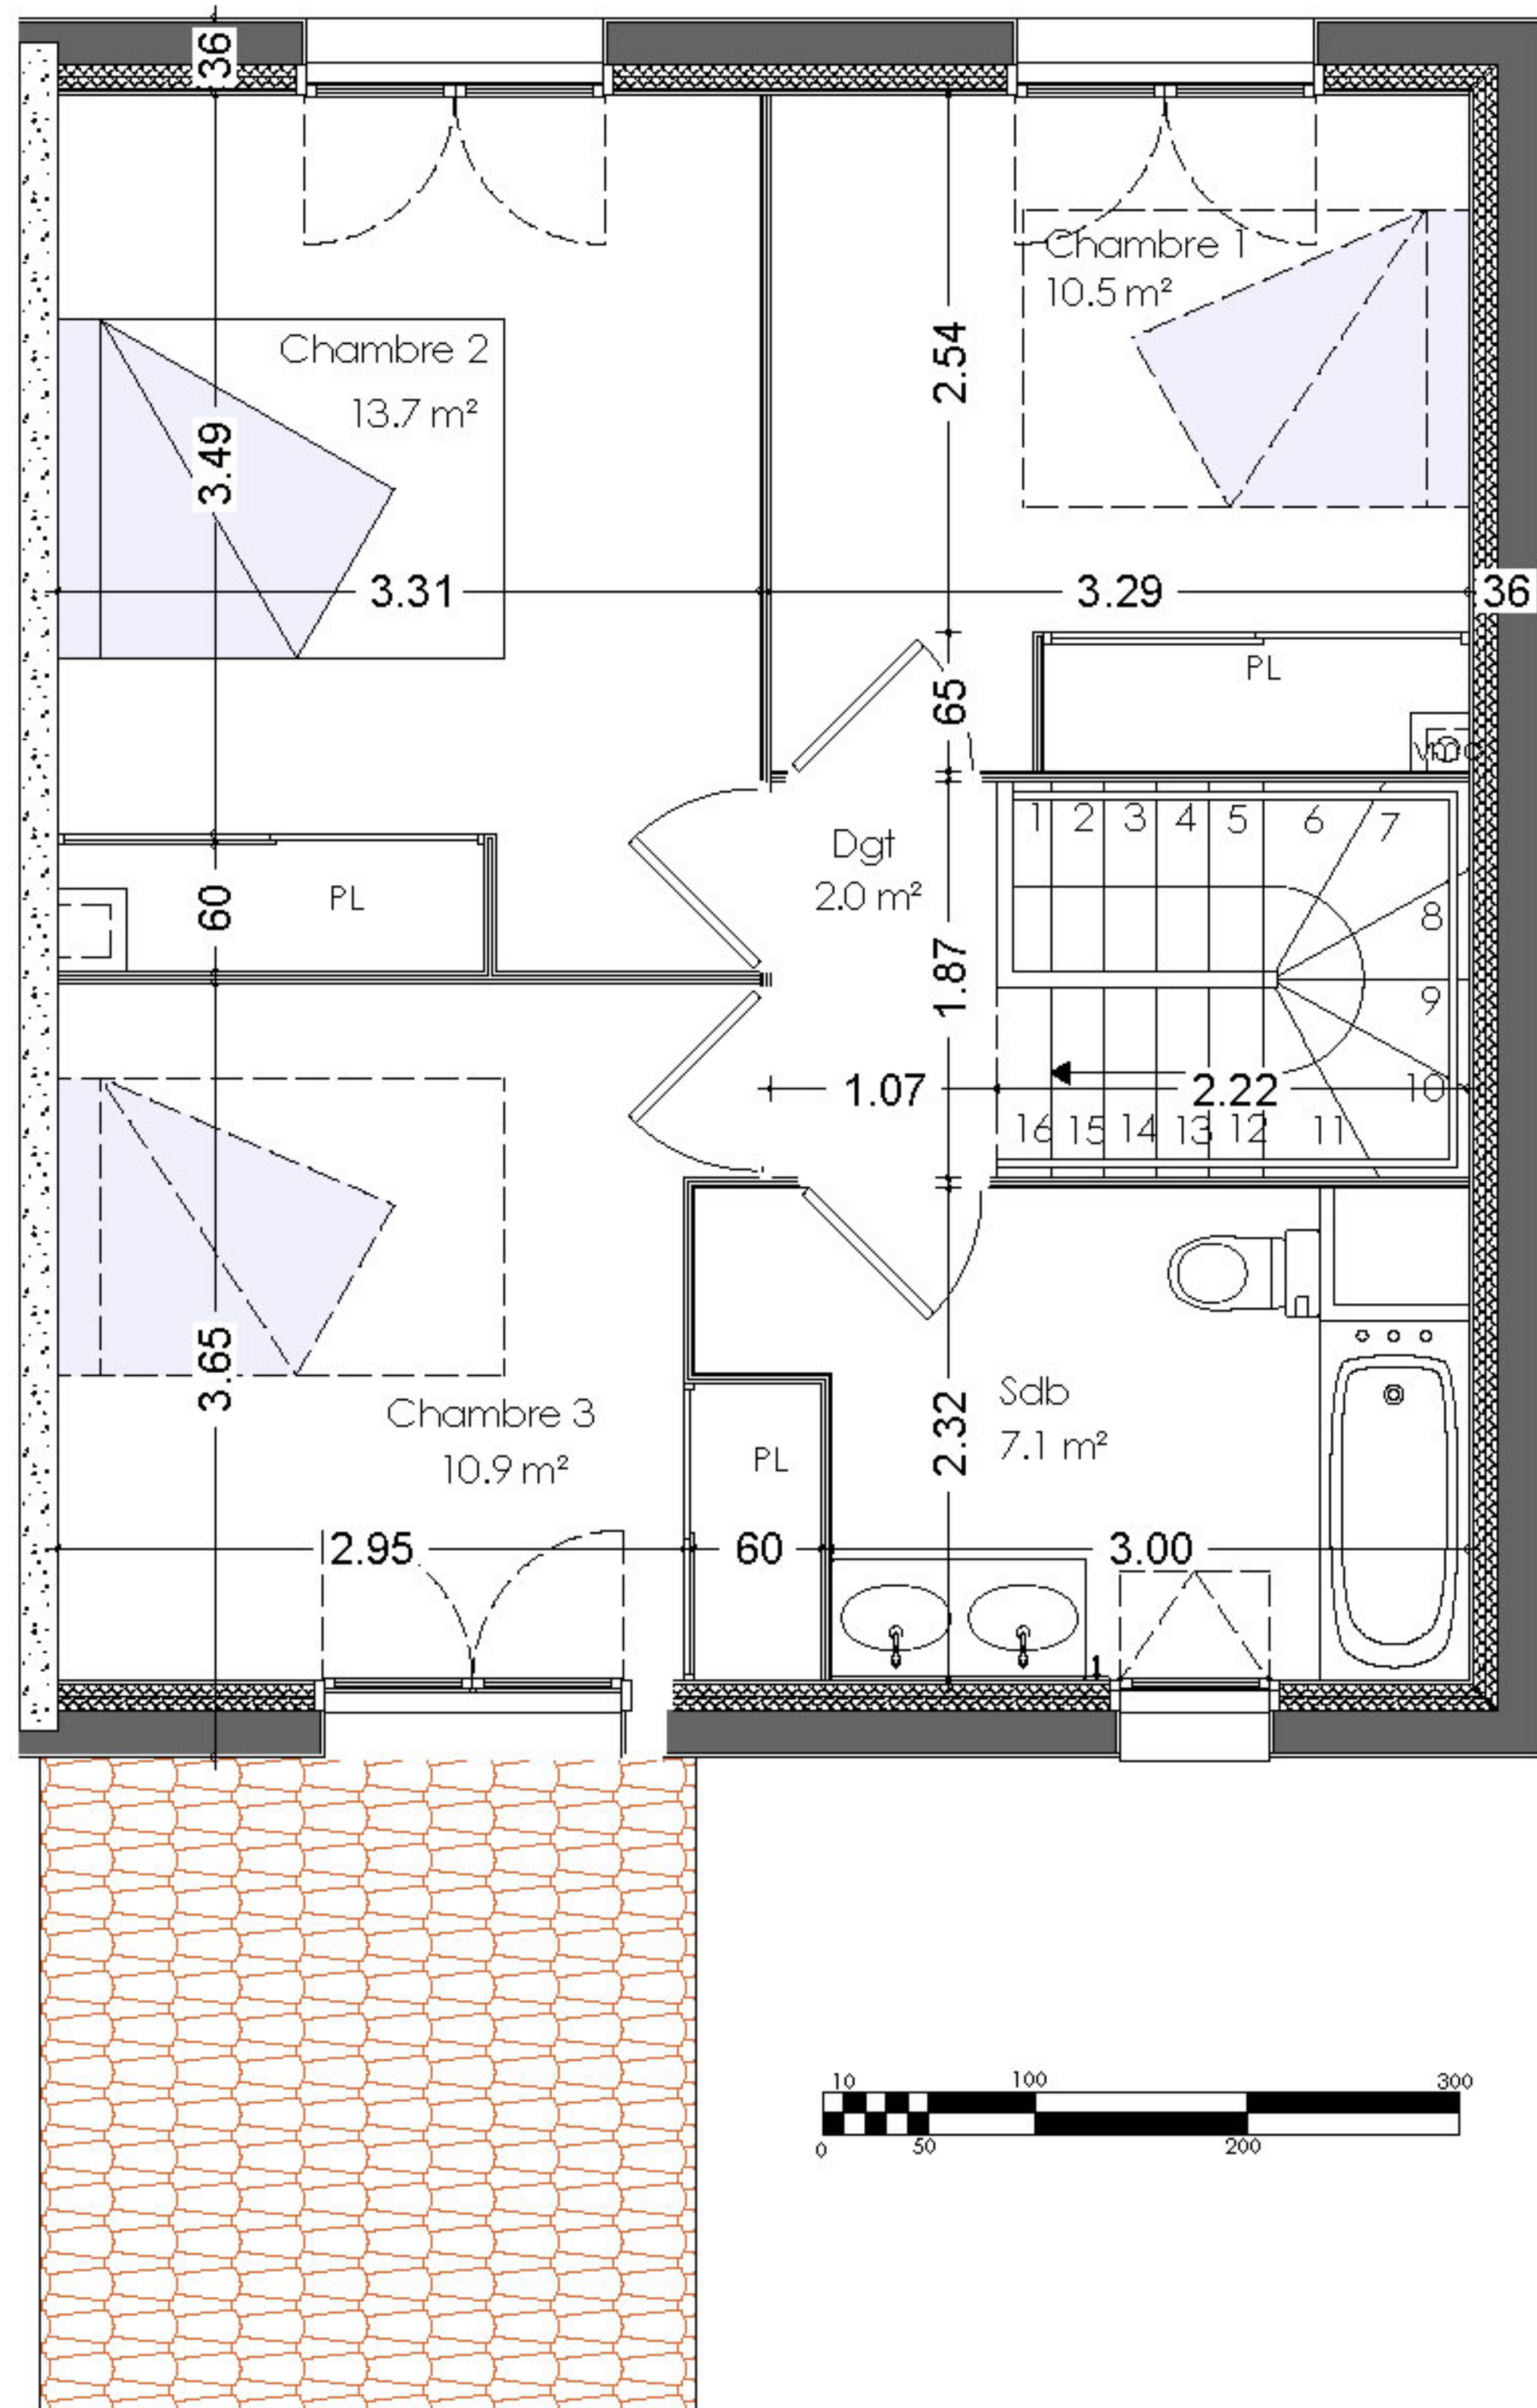 36
Chambre 1
10.5 m²
2.54
Chambre 2
13.7 m²
3.49
3.31
3.29
36
65
PL
vmc
1 2 3 4 5 6 7
Dgt
2.0 m²
60
PL
8
1.87
9
1.07
2.22
10
16 15 14 13 12 11
3.65
Chambre 3
10.9 m²
Sdb
7.1 m²
2.32
PL
2.95
60
3.00
10 100 300
0 50 200